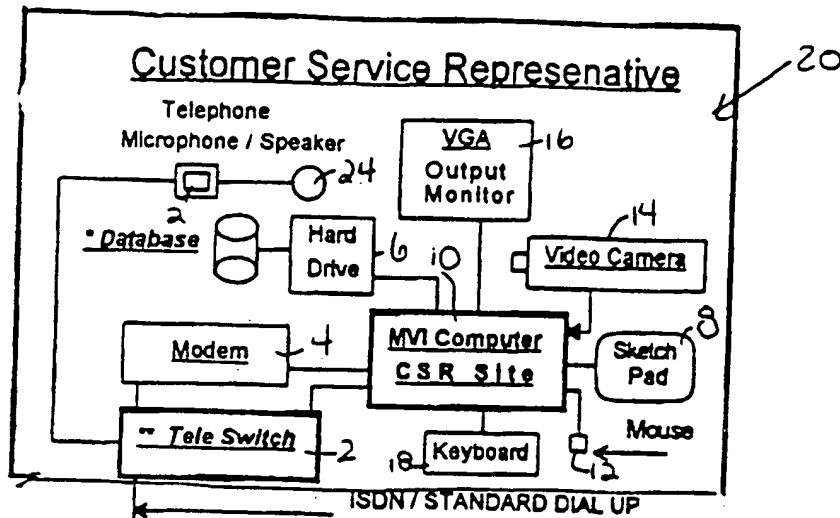 Customer Service Represenative
20
Telephone
Microphone / Speaker
24
2
VGA
Output
Monitor
16
* Database
Hard
Drive
6
10
14
Video Camera
Modem
4
MVI Computer
CSR Site
Sketch
Pad
8
** Tele Switch
2
18
Keyboard
12
Mouse
ISDN / STANDARD DIAL UP